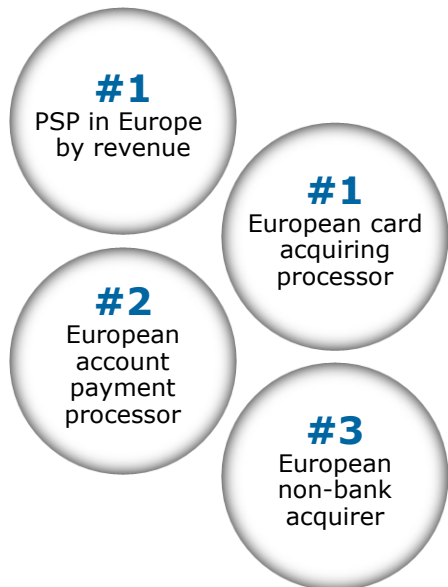 #1
PSP in Europe
by revenue
#1
European card
acquiring
processor
#2
European
account
payment
processor
#3
European
non-bank
acquirer